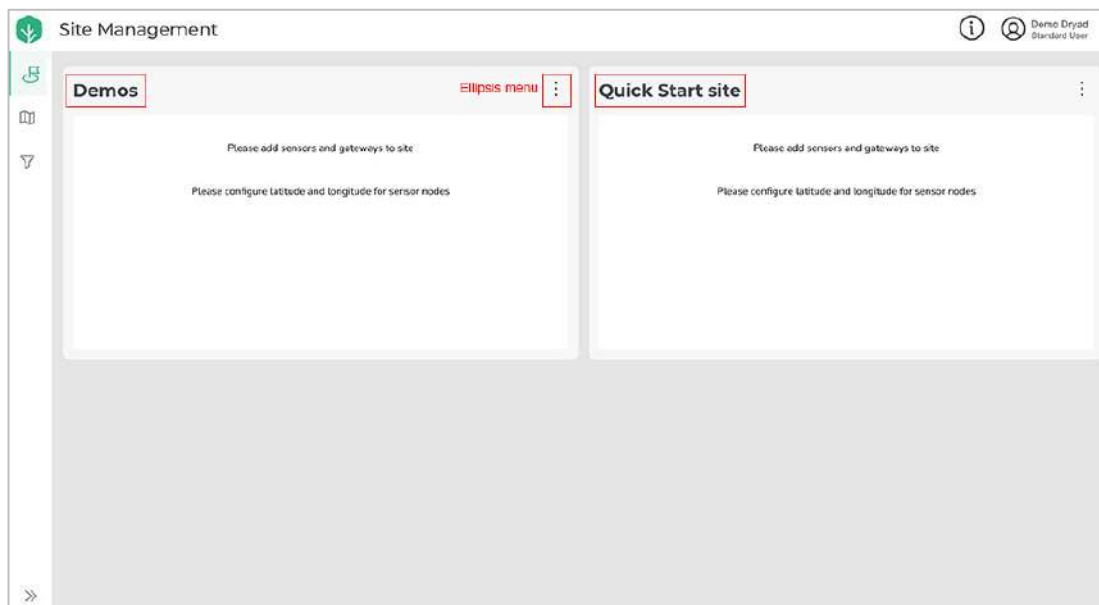 Site Management
Demo Dryad
Standard User
Demos
Ellipsis menu
Quick Start site
Please add sensors and gateways to site
Please configure latitude and longitude for sensor nodes
Please add sensors and gateways to site
Please configure latitude and longitude for sensor nodes